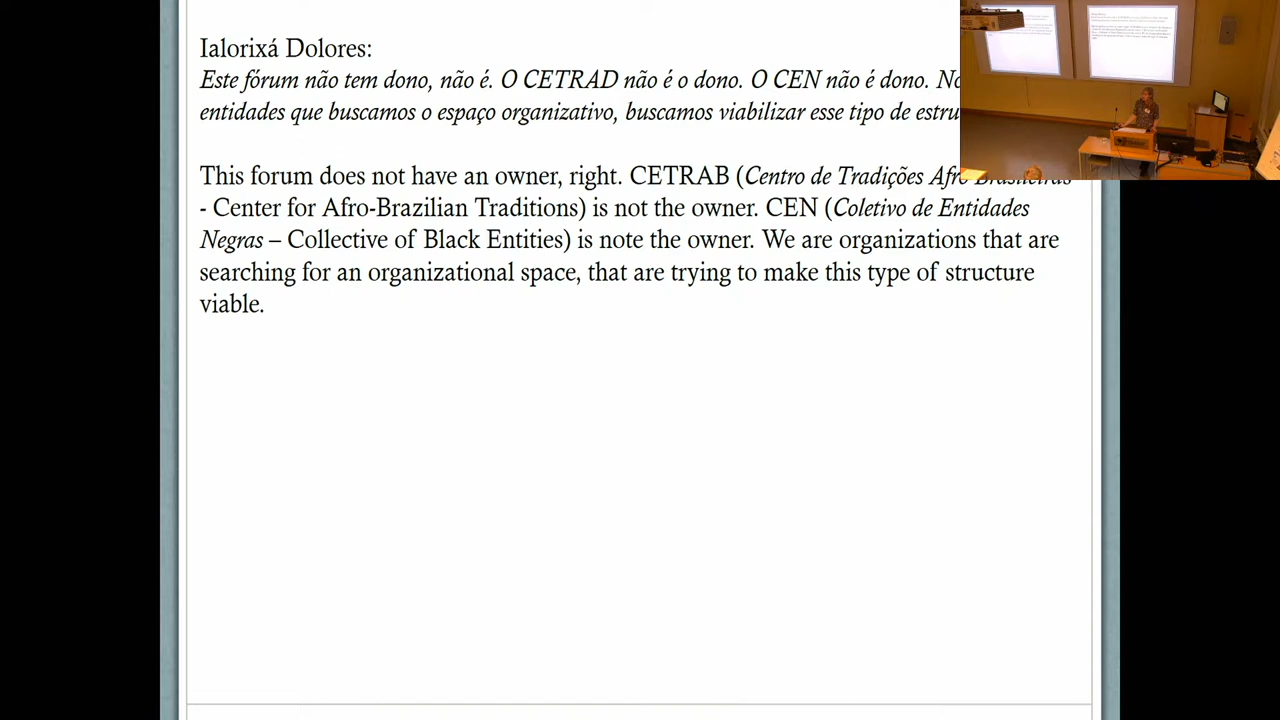 Ialorixá Dolores:
Este fórum não tem dono, não é. O CETRAD não é o dono. O CEN não é dono.
entidades que buscamos o espaço organizativo, buscamos viabilizar esse tipo de
This forum does not have an owner, right. CETRAB (Centro de Tradições Afro Brasileiras
- Center for Afro-Brazilian Traditions) is not the owner. CEN (Coletivo de Entidades
Negras – Collective of Black Entities) is note the owner. We are organizations that are
searching for an organizational space, that are trying to make this type of structure
viable.